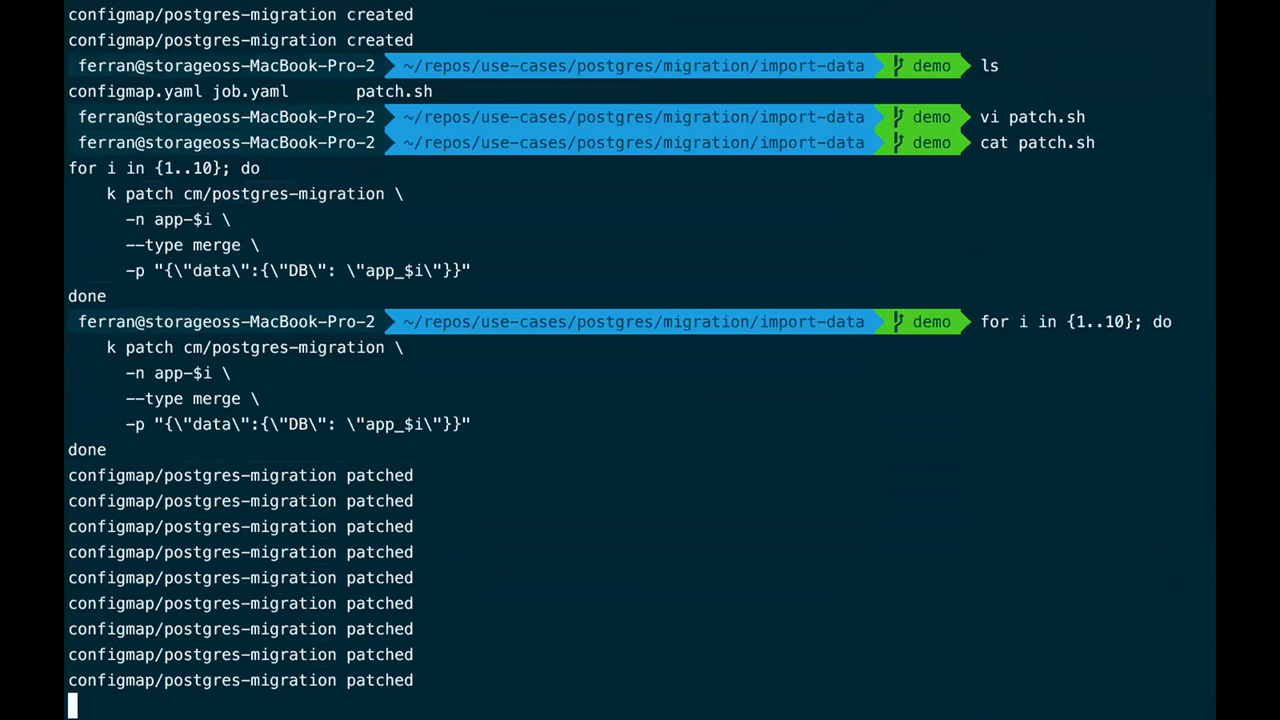 configmap/postgres-migration created
configmap/postgres-migration created
ferran@storageoss-MacBook-Pro-2 ~/repos/use-cases/postgres/migration/import-data demo ls
configmap.yaml job.yaml patch.sh
ferran@storageoss-MacBook-Pro-2 ~/repos/use-cases/postgres/migration/import-data demo vi patch.sh
ferran@storageoss-MacBook-Pro-2 ~/repos/use-cases/postgres/migration/import-data demo cat patch.sh
for i in {1..10}; do
    k patch cm/postgres-migration \
      -n app-$i \
      --type merge \
      -p "{\"data\":{\"DB\": \"app_$i\"}}"
done
ferran@storageoss-MacBook-Pro-2 ~/repos/use-cases/postgres/migration/import-data demo for i in {1..10}; do
    k patch cm/postgres-migration \
      -n app-$i \
      --type merge \
      -p "{\"data\":{\"DB\": \"app_$i\"}}"
done
configmap/postgres-migration patched
configmap/postgres-migration patched
configmap/postgres-migration patched
configmap/postgres-migration patched
configmap/postgres-migration patched
configmap/postgres-migration patched
configmap/postgres-migration patched
configmap/postgres-migration patched
configmap/postgres-migration patched